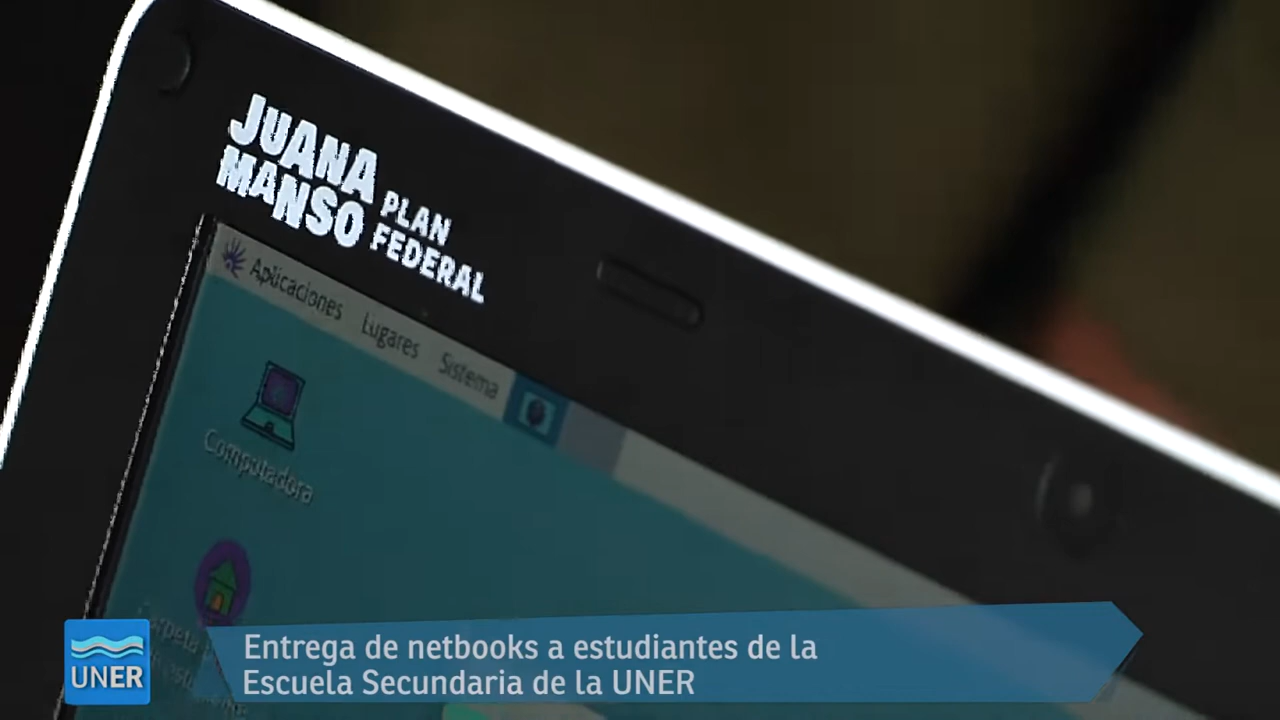 JUANA
MANSO
PLAN
FEDERAL
Aplicaciones Lugares Sistema
Computadora
Entrega de netbooks a estudiantes de la
Escuela Secundaria de la UNER
UNER